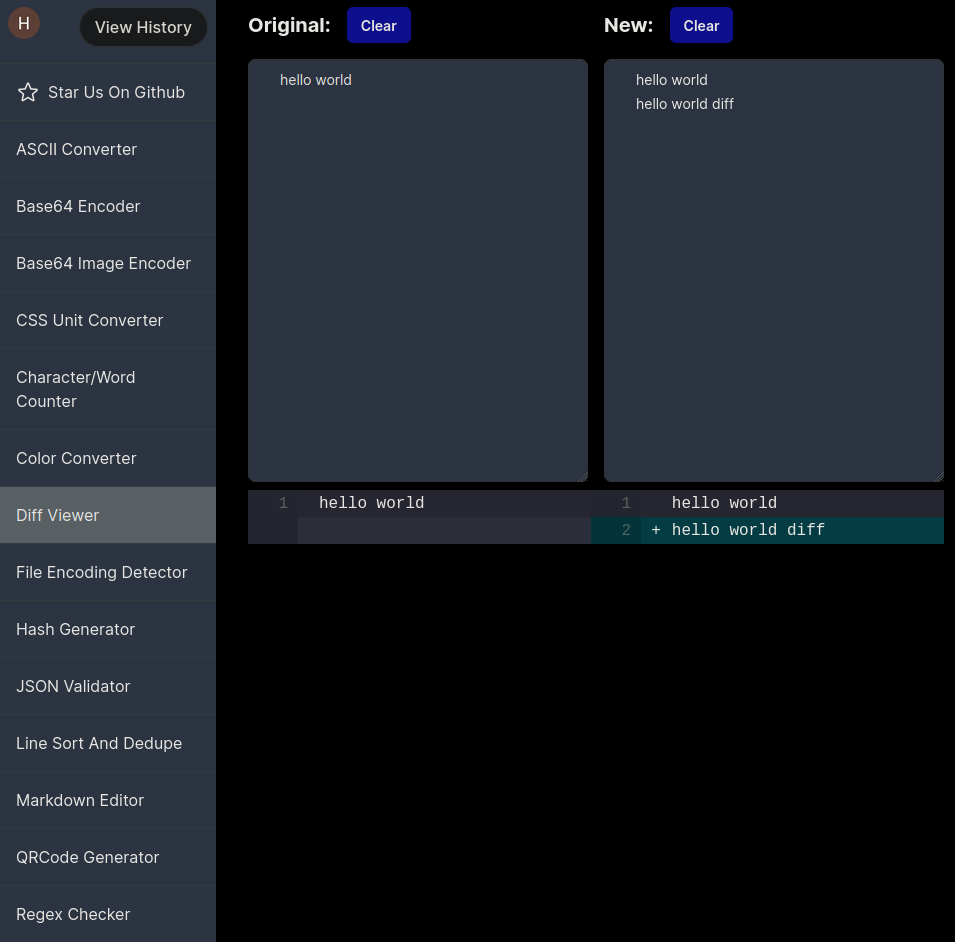 H
View History
Star Us On Github
ASCII Converter
Base64 Encoder
Base64 Image Encoder
CSS Unit Converter
Character/Word
Counter
Color Converter
Diff Viewer
File Encoding Detector
Hash Generator
JSON Validator
Line Sort And Dedupe
Markdown Editor
QRCode Generator
Regex Checker
Original: Clear
hello world
New: Clear
hello world
hello world diff
1 hello world
1 hello world
2 + hello world diff